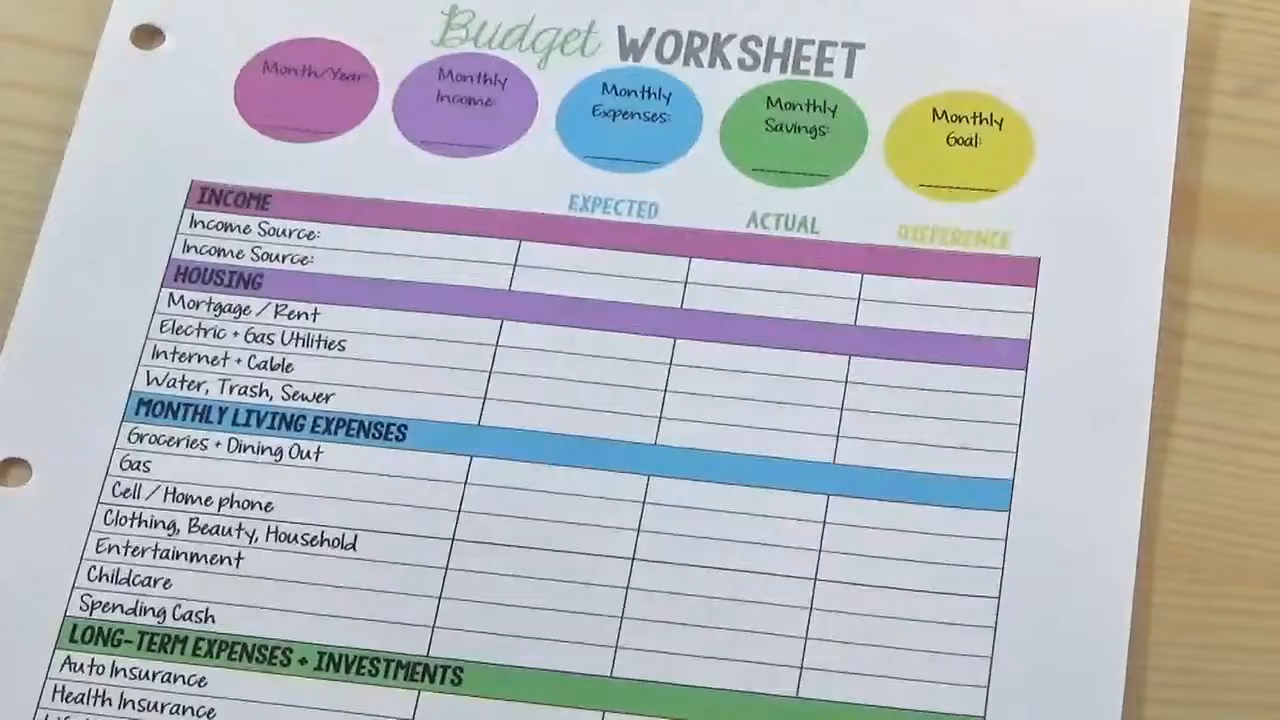 Budget WORKSHEET
Month/Year:
Monthly
Income:
Monthly
Expenses:
Monthly
Savings:
Monthly
Goal:
EXPECTED ACTUAL DIFFERENCE
INCOME
Income Source:
Income Source:
HOUSING
Mortgage / Rent
Electric + Gas Utilities
Internet + Cable
Water, Trash, Sewer
MONTHLY LIVING EXPENSES
Groceries + Dining Out
Gas
Cell / Home phone
Clothing, Beauty, Household
Entertainment
Childcare
Spending Cash
LONG-TERM EXPENSES + INVESTMENTS
Auto Insurance
Health Insurance